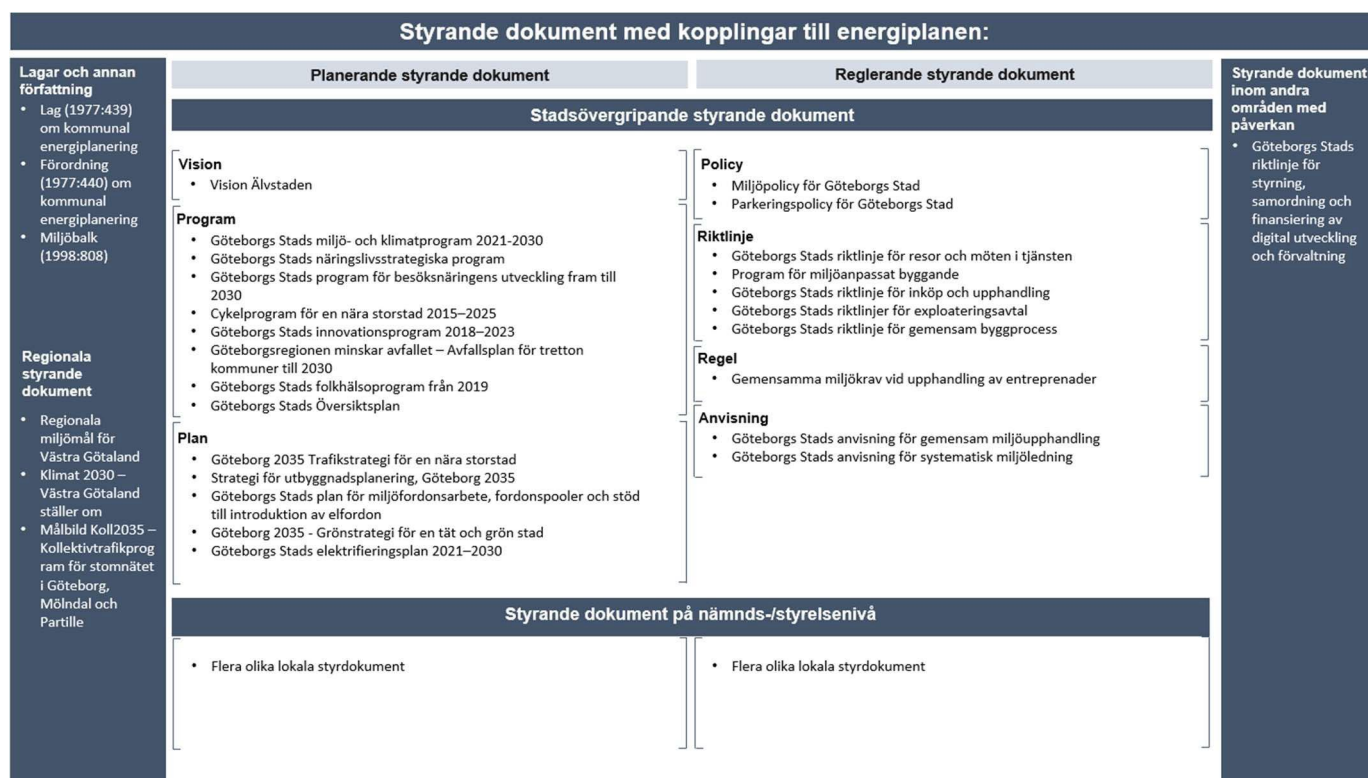 Styrande dokument med kopplingar till energiplanen:
Lagar och annan
författning
• Lag (1977:439)
om kommunal
energiplanering
• Förordning
(1977:440) om
kommunal
energiplanering
• Miljöbalk
(1998:808)
Regionala
styrande
dokument
• Regionala
miljömål för
Västra Götaland
• Klimat 2030 –
Västra Götaland
ställer om
• Målbild Koll2035 –
Kollektivtrafikprog
ram för stomnätet
i Göteborg,
Mölndal och
Partille
Planerande styrande dokument
Reglerande styrande dokument
Stadsövergripande styrande dokument
Vision
• Vision Älvstaden
Program
• Göteborgs Stads miljö- och klimatprogram 2021-2030
• Göteborgs Stads näringslivsstrategiska program
• Göteborgs Stads program för besöksnäringens utveckling fram till
2030
• Cykelprogram för en nära storstad 2015–2025
• Göteborgs Stads innovationsprogram 2018–2023
• Göteborgsregionen minskar avfallet – Avfallsplan för tretton
kommuner till 2030
• Göteborgs Stads folkhälsoprogram från 2019
• Göteborgs Stads Översiktsplan
Plan
• Göteborg 2035 Trafikstrategi för en nära storstad
• Strategi för utbyggnadsplanering, Göteborg 2035
• Göteborgs Stads plan för miljöfordonsarbete, fordonspooler och stöd
till introduktion av elfordon
• Göteborg 2035 - Grönstrategi för en tät och grön stad
• Göteborgs Stads elektrifieringsplan 2021–2030
Policy
• Miljöpolicy för Göteborgs Stad
• Parkeringspolicy för Göteborgs Stad
Riktlinje
• Göteborgs Stads riktlinje för resor och möten i tjänsten
• Program för miljöanpassat byggande
• Göteborgs Stads riktlinje för inköp och upphandling
• Göteborgs Stads riktlinjer för exploateringsavtal
• Göteborgs Stads riktlinje för gemensam byggprocess
Regel
• Gemensamma miljökrav vid upphandling av entreprenader
Anvisning
• Göteborgs Stads anvisning för gemensam miljöupphandling
• Göteborgs Stads anvisning för systematisk miljöledning
Styrande dokument på nämnds-/styrelsenivå
• Flera olika lokala styrdokument
• Flera olika lokala styrdokument
Styrande dokument
inom andra
områden med
påverkan
• Göteborgs Stads
riktlinje för
styrning,
samordning och
finansiering av
digital utveckling
och förvaltning